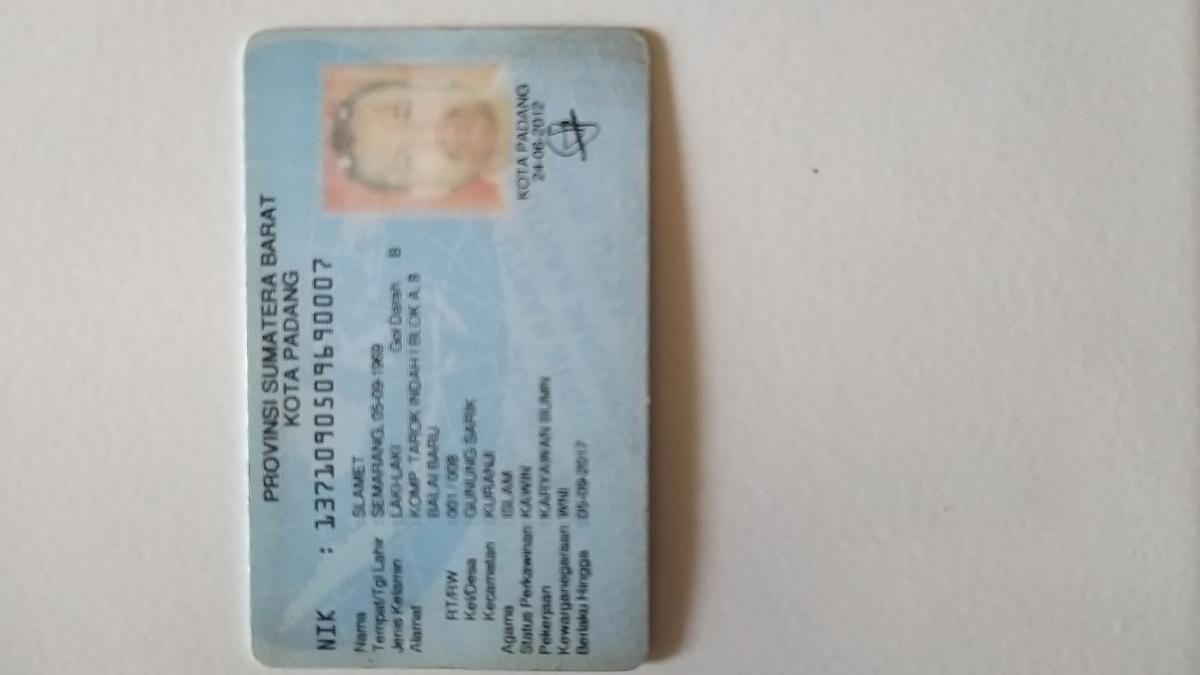 PROVINSI SUMATERA BARAT
KOTA PADANG
NIK : 1371090509690007
Nama : SLAMET
Tempat/Tgl Lahir : SEMARANG, 05-09-1969
Jenis Kelamin : LAKI-LAKI Gol Darah B
Alamat : KOMP. TAROK INDAH I BLOK A. 8
BALAI BARU
RT/RW : 001 / 008
Kel/Desa : GUNUNG SARIK
Kecamatan : KURANJI
Agama : ISLAM
Status Perkawinan : KAWIN
Pekerjaan : KARYAWAN BUMN
Kewarganegaraan : WNI
Berlaku Hingga : 05-09-2017
KOTA PADANG
24-06-2012